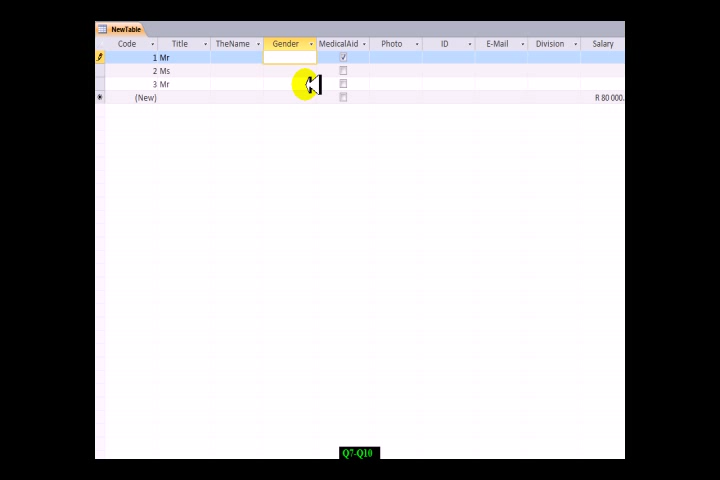 NewTable
Code Title TheName Gender MedicalAid Photo ID E-Mail Division Salary
1 Mr
2 Ms
3 Mr
(New) R 80 000.
Q7-Q10